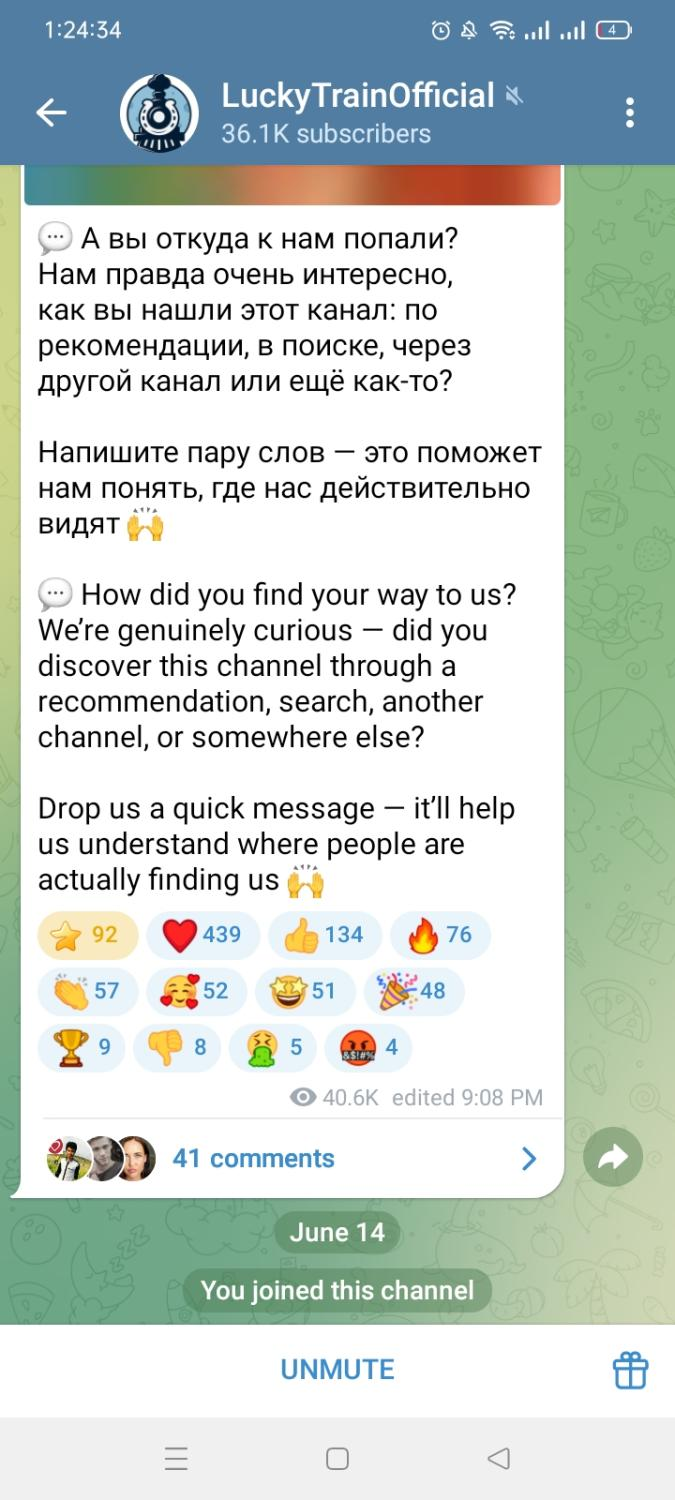 1:24:34
4
LuckyTrainOfficial
36.1K subscribers
💬 А вы откуда к нам попали?
Нам правда очень интересно,
как вы нашли этот канал: по
рекомендации, в поиске, через
другой канал или ещё как-то?
Напишите пару слов — это поможет
нам понять, где нас действительно
видят 🙌
💬 How did you find your way to us?
We’re genuinely curious — did you
discover this channel through a
recommendation, search, another
channel, or somewhere else?
Drop us a quick message — it’ll help
us understand where people are
actually finding us 🙌
⭐ 92 ❤️ 439 👍 134 🔥 76
👏 57 🥰 52 🤩 51 🎉 48
🏆 9 👎 8 🤮 5 🤬 4
40.6K edited 9:08 PM
41 comments
June 14
You joined this channel
UNMUTE